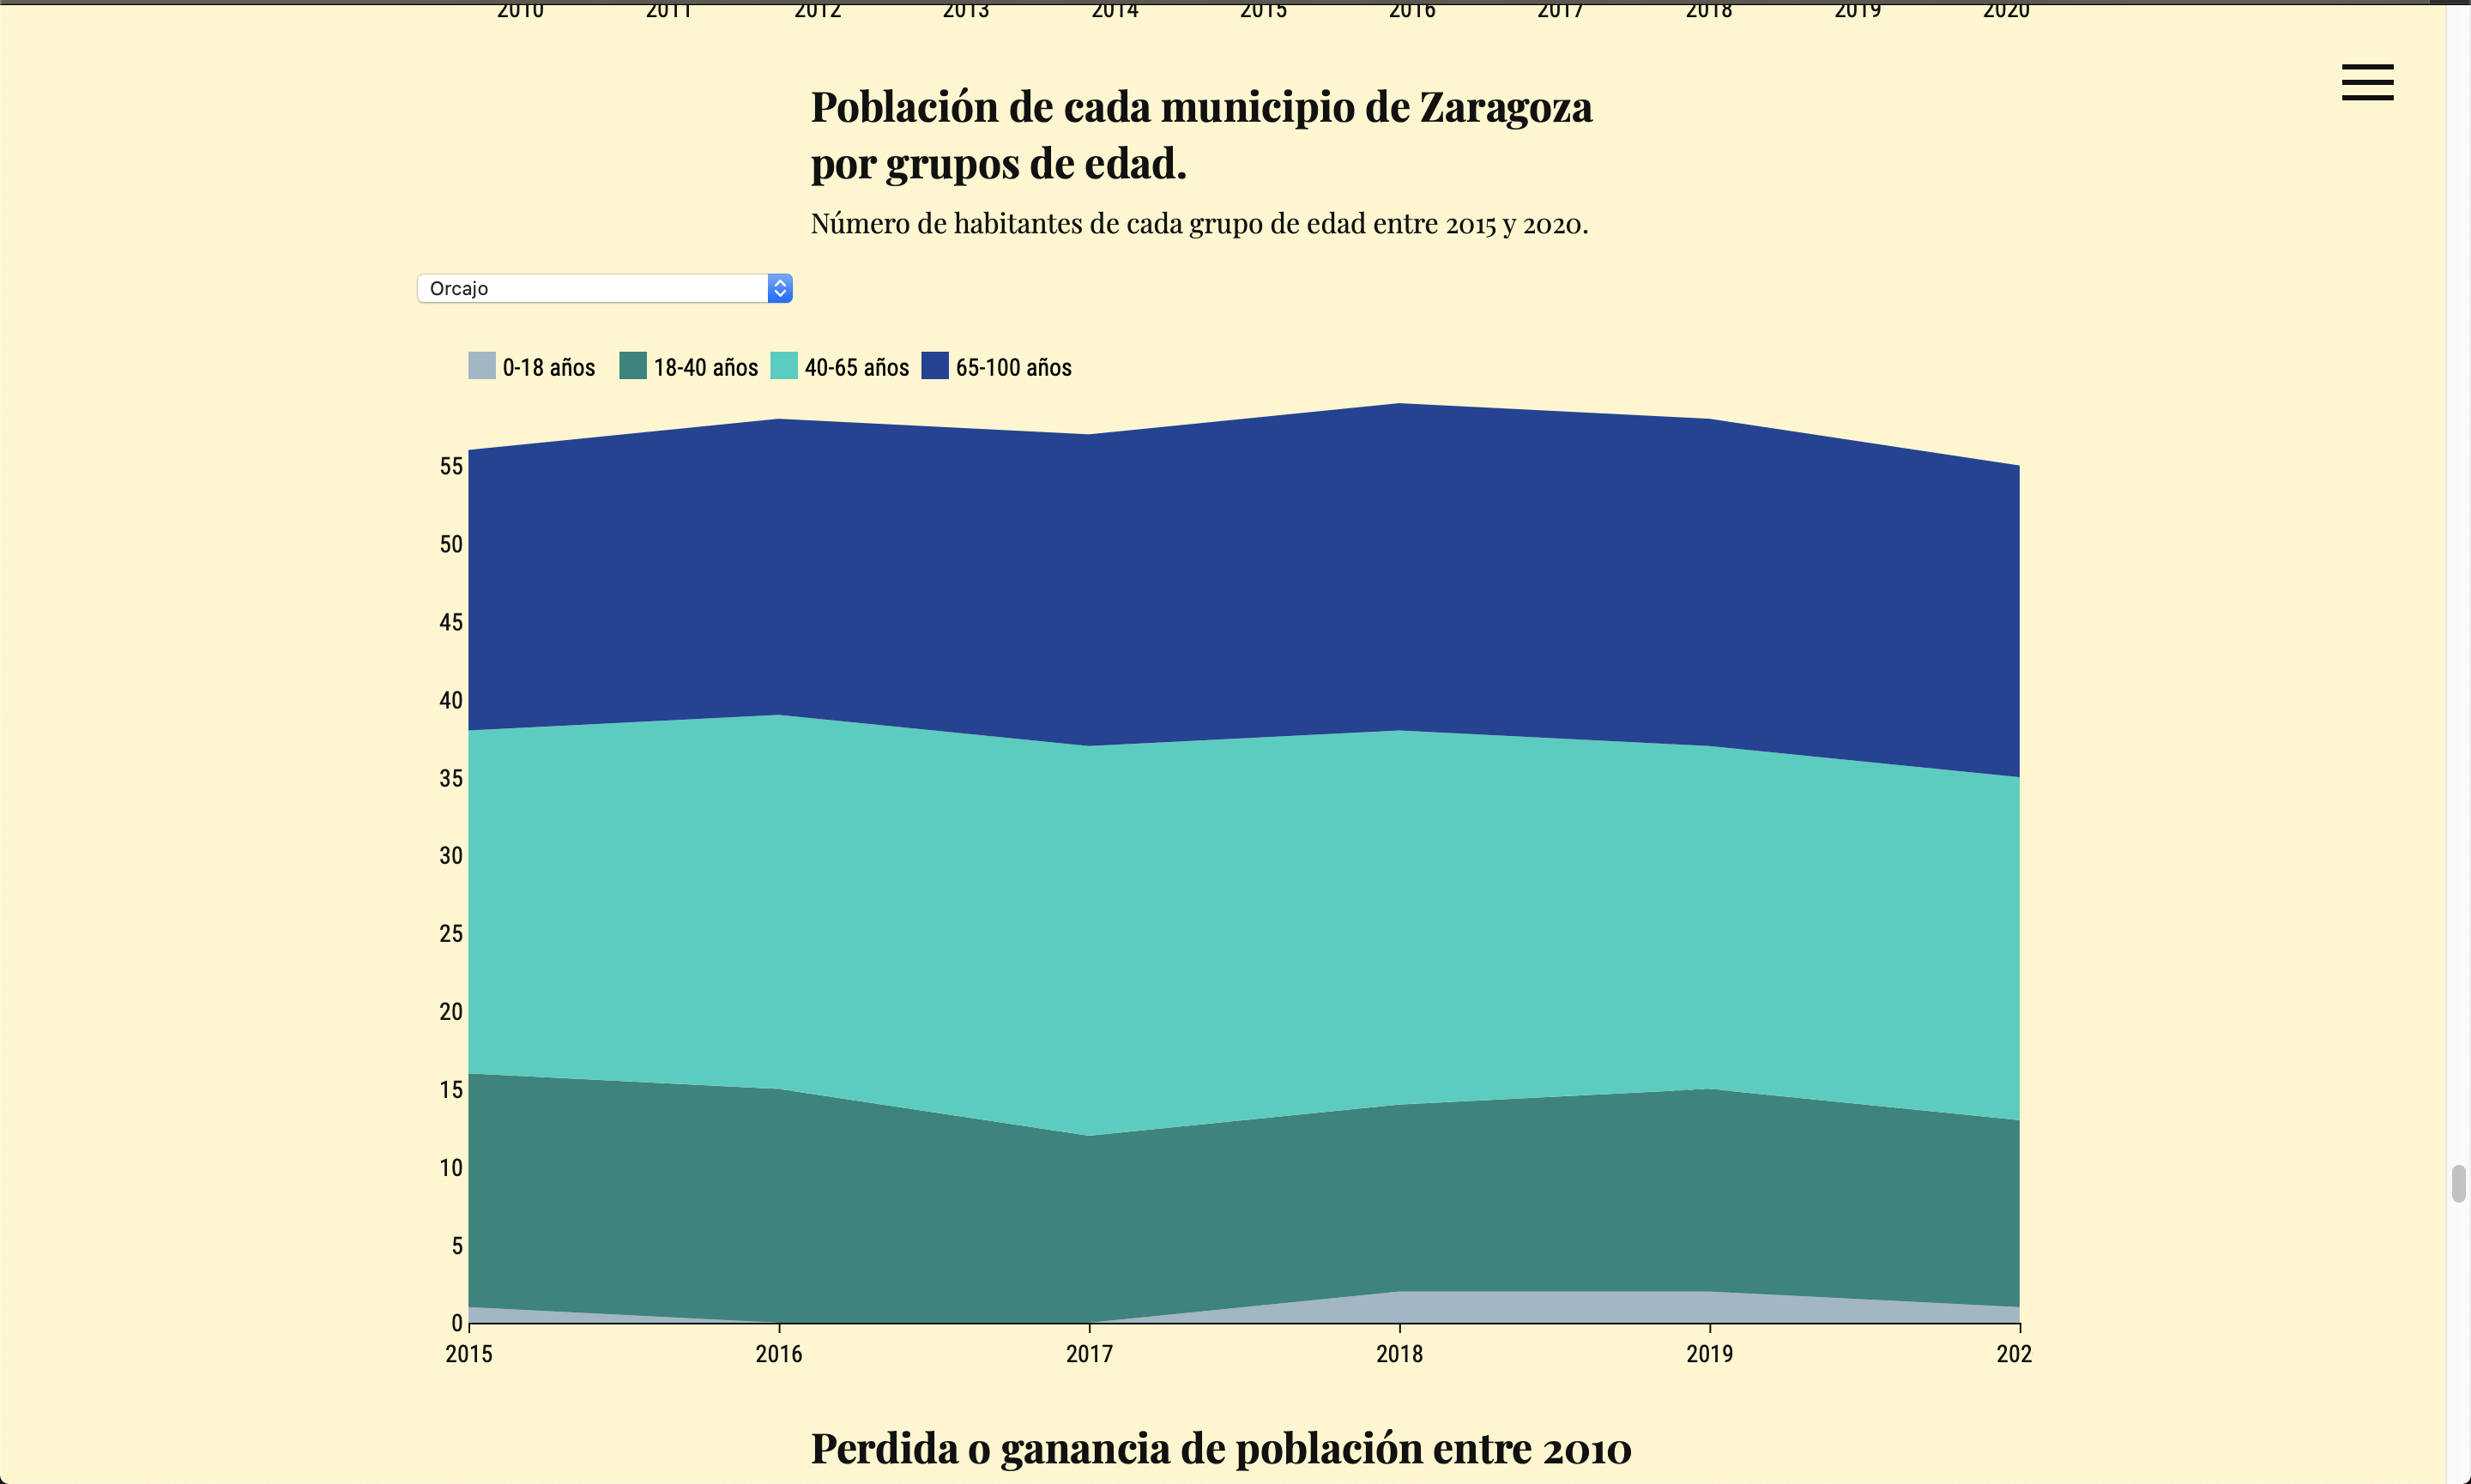 2010 2011 2012 2013 2014 2015 2016 2017 2018 2019 2020
Población de cada municipio de Zaragoza
por grupos de edad.
Número de habitantes de cada grupo de edad entre 2015 y 2020.
Orcajo
0-18 años 18-40 años 40-65 años 65-100 años
55
50
45
40
35
30
25
20
15
10
5
0
2015 2016 2017 2018 2019 202
Perdida o ganancia de población entre 2010